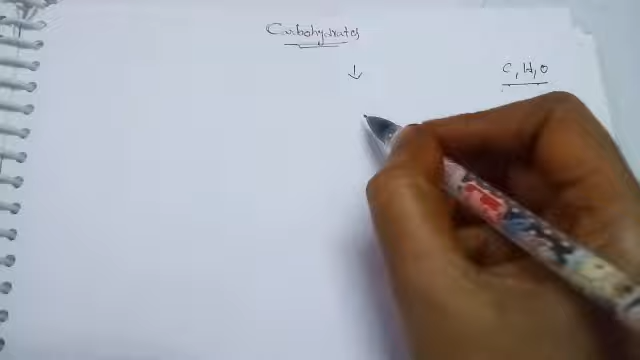 Carbohydrates
↓
C, H, O